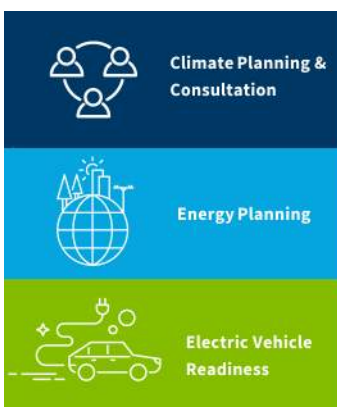 Climate Planning &
Consultation
Energy Planning
Electric Vehicle
Readiness